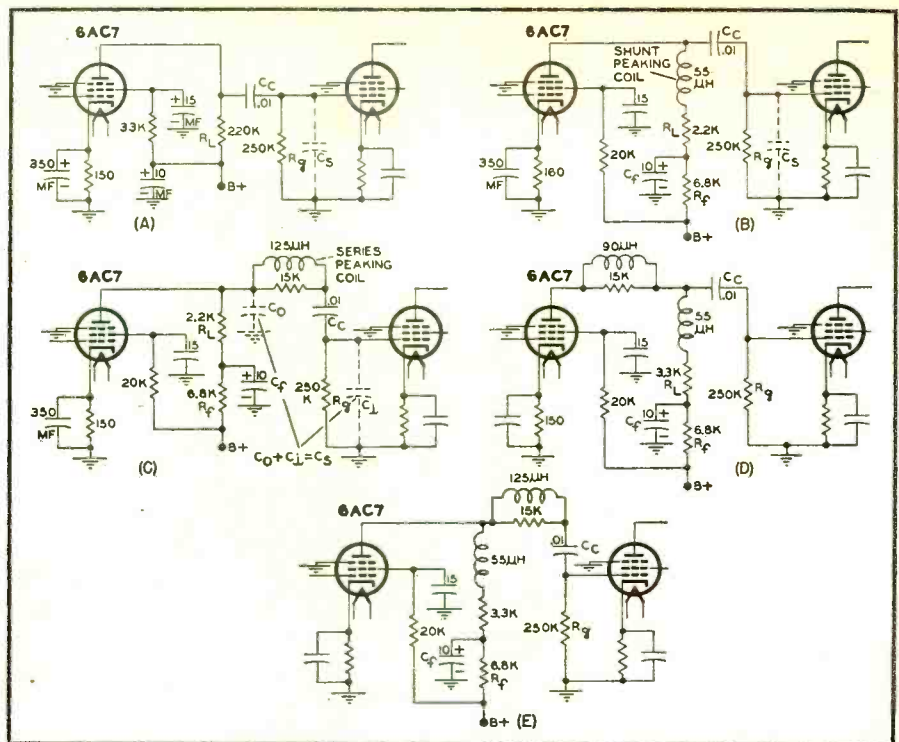 6AC7
350 +
MF
-
150
33K
+ 15
- MF
+ 10
- MF
RL
220K
B+
CC
.01
250K
Rg
CS
(A)
6AC7
SHUNT
PEAKING
COIL
CC
.01
55
μH
15
350 +
MF
-
160
20K
RL
2.2K
10 +
Cf
-
6.8K
Rf
B+
250K
Rg
CS
(B)
6AC7
125μH
SERIES
PEAKING
COIL
15K
CO
.01
CC
2.2K
RL
15
+ 10
-
Cf
20K
6.8K
Rf
B+
250
K
Rg
Ci
350 +
MF
-
150
CO+Ci=CS
(C)
6AC7
90μH
15K
CC
.01
55
μH
15
3.3K
RL
20K
10 +
Cf
-
6.8K
Rf
B+
250K
Rg
150
(D)
6AC7
125μH
15K
.01
CC
55μH
15
3.3K
20K
10 +
Cf
-
6.8K
Rf
B+
250K
Rg
(E)